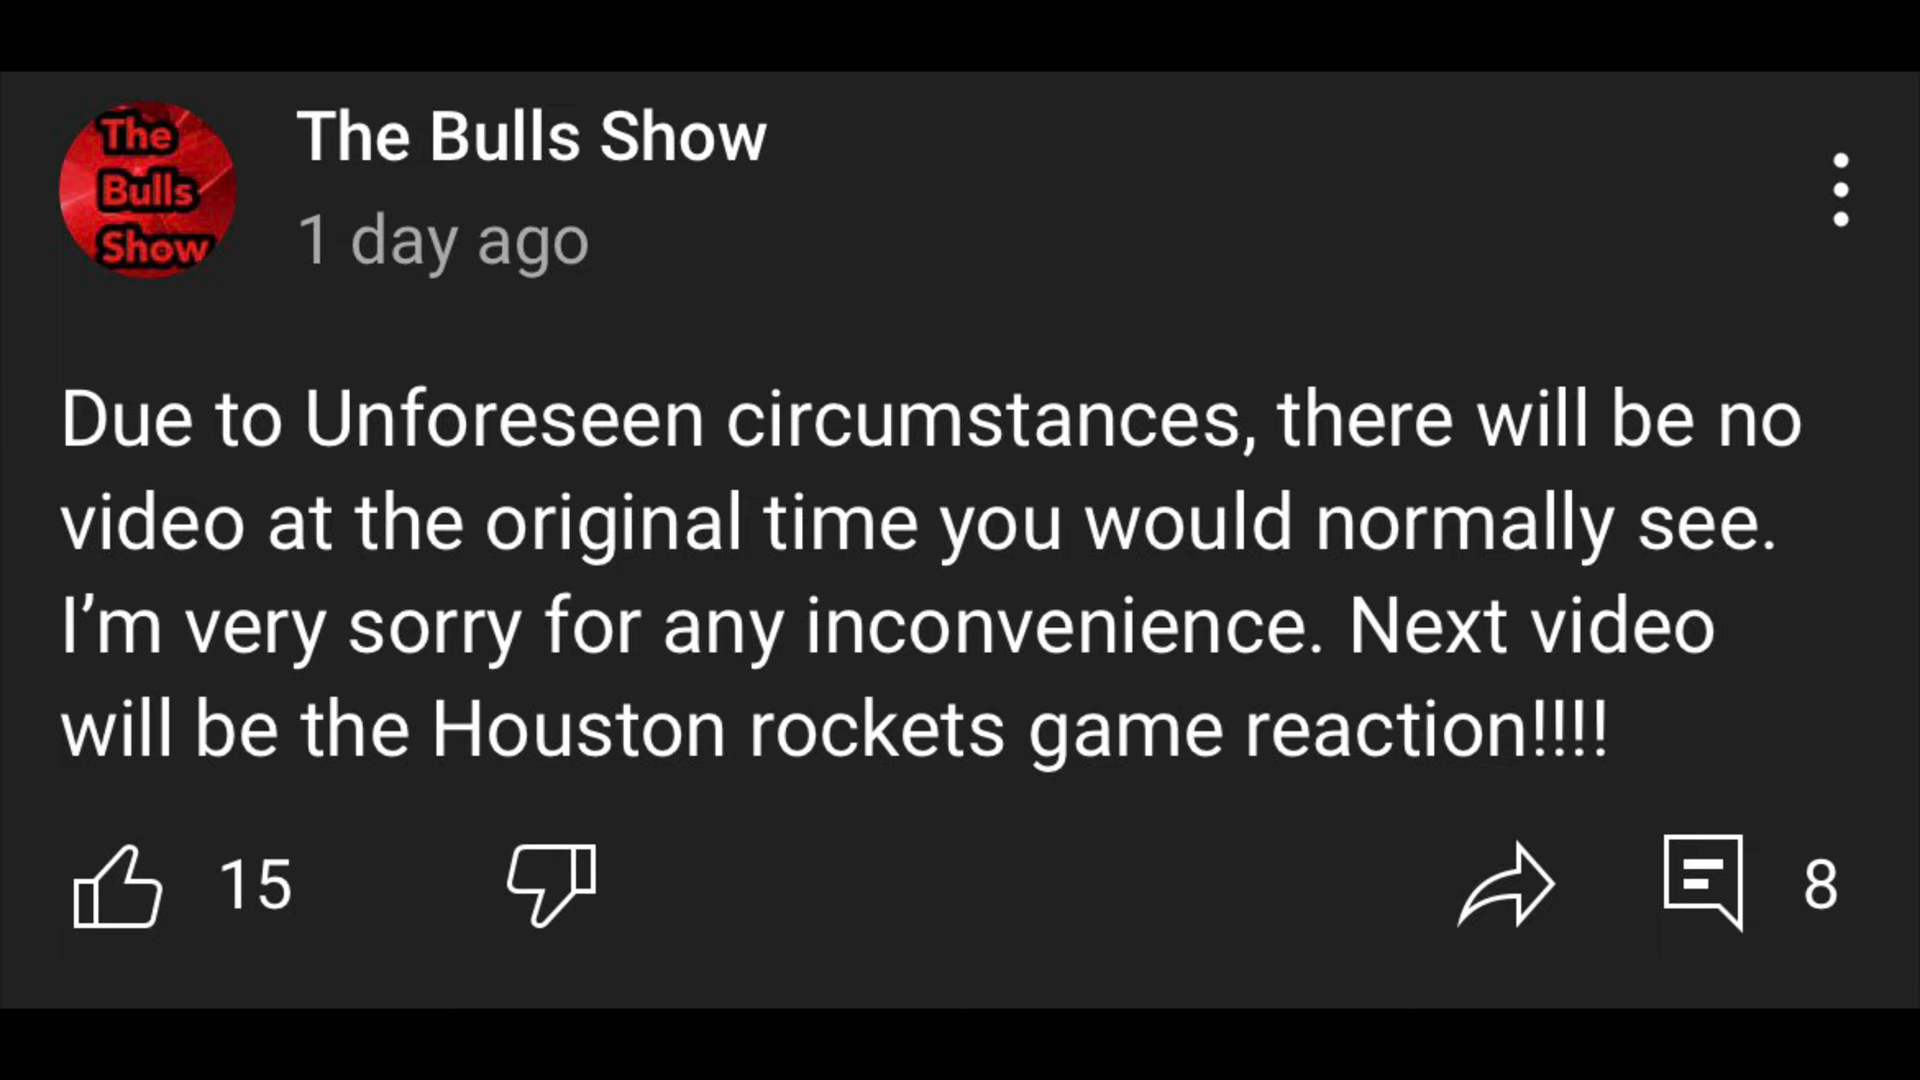 The
Bulls
Show
The Bulls Show
1 day ago
Due to Unforeseen circumstances, there will be no
video at the original time you would normally see.
I’m very sorry for any inconvenience. Next video
will be the Houston rockets game reaction!!!!
15
8